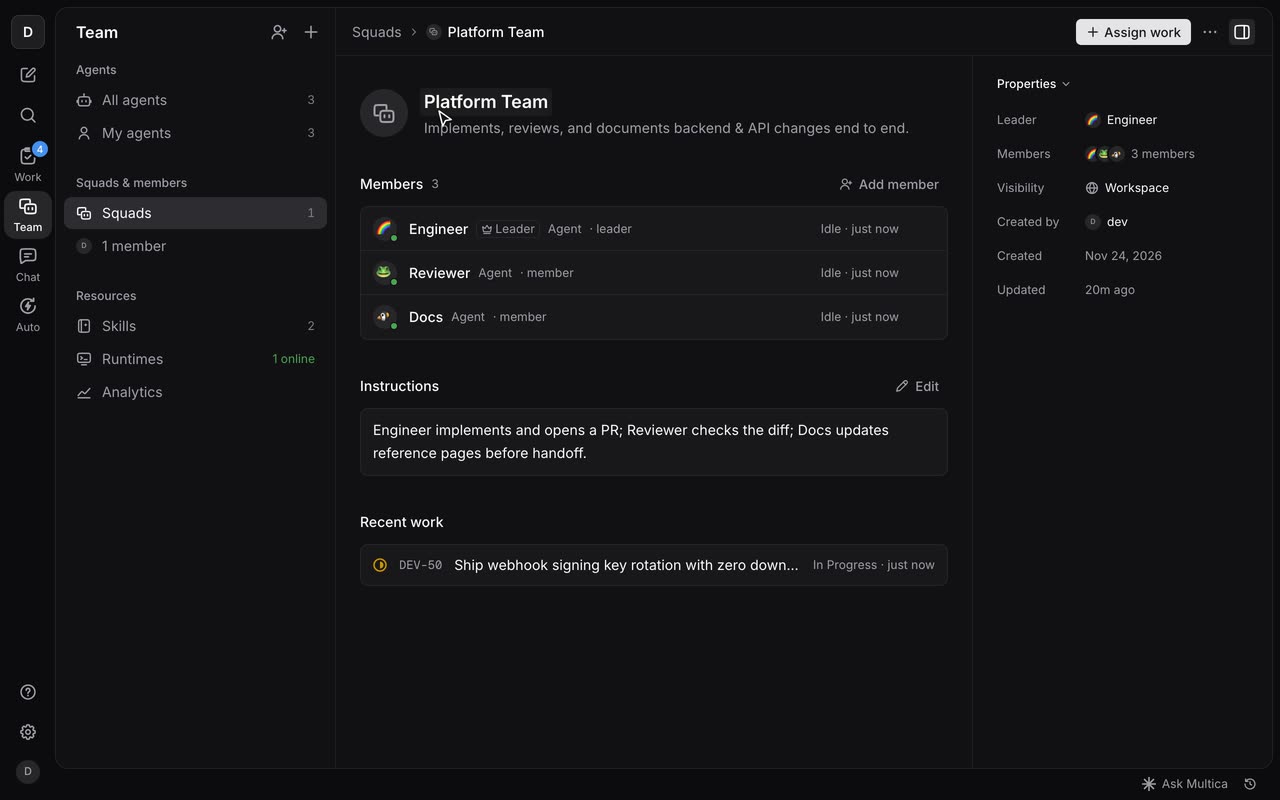 D
Team
Squads
Platform Team
Assign work
Agents
All agents 3
My agents 3
Squads & members
Squads 1
D 1 member
Resources
Skills 2
Runtimes 1 online
Analytics
4
Work
Team
Chat
Auto
D
Platform Team
Implements, reviews, and documents backend & API changes end to end.
Members 3
Add member
Engineer Leader Agent · leader Idle · just now
Reviewer Agent · member Idle · just now
Docs Agent · member Idle · just now
Instructions
Edit
Engineer implements and opens a PR; Reviewer checks the diff; Docs updates
reference pages before handoff.
Recent work
DEV-50 Ship webhook signing key rotation with zero down... In Progress · just now
Properties
Leader Engineer
Members 3 members
Visibility Workspace
Created by D dev
Created Nov 24, 2026
Updated 20m ago
Ask Multica